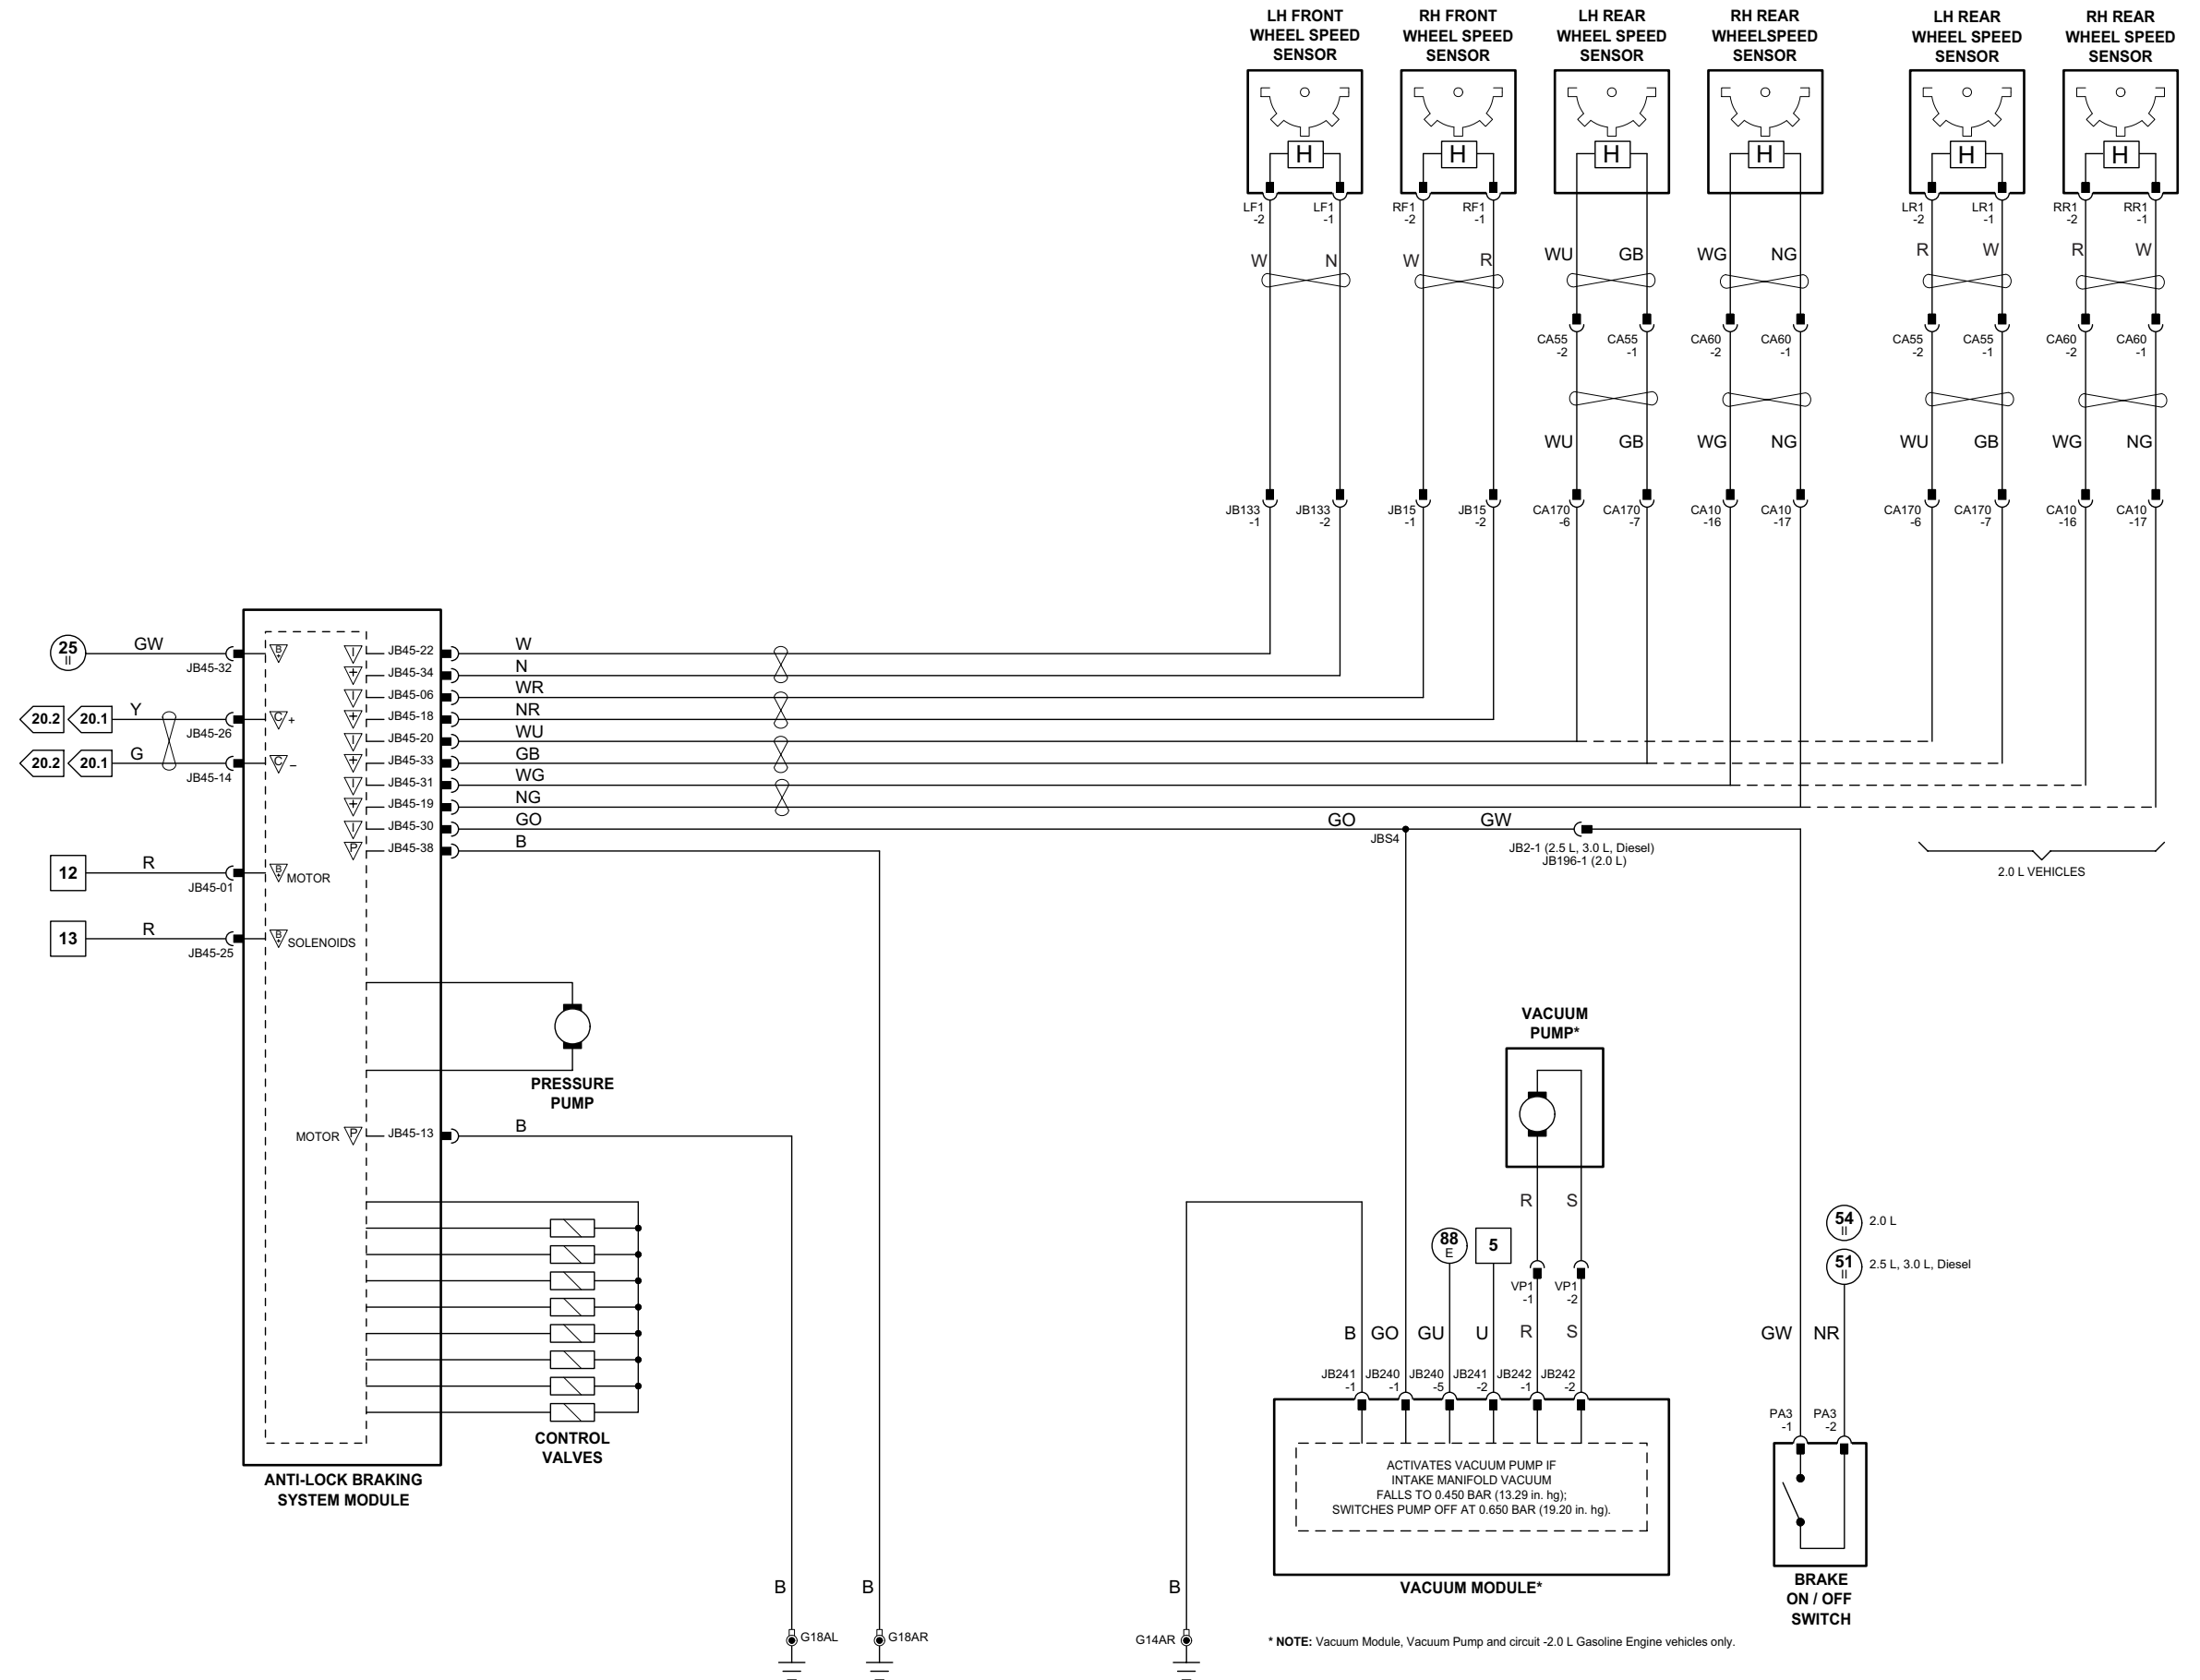 LH FRONT
WHEEL SPEED
SENSOR
RH FRONT
WHEEL SPEED
SENSOR
LH REAR
WHEEL SPEED
SENSOR
RH REAR
WHEELSPEED
SENSOR
LH REAR
WHEEL SPEED
SENSOR
RH REAR
WHEEL SPEED
SENSOR
H H H H H H
LF1
-2
LF1
-1
RF1
-2
RF1
-1
LR1
-2
LR1
-1
RR1
-2
RR1
-1
W N W R WU GB WG NG R W R W
CA55
-2
CA55
-1
CA60
-2
CA60
-1
CA55
-2
CA55
-1
CA60
-2
CA60
-1
WU GB WG NG WU GB WG NG
JB133
-1
JB133
-2
JB15
-1
JB15
-2
CA170
-6
CA170
-7
CA10
-16
CA10
-17
CA170
-6
CA170
-7
CA10
-16
CA10
-17
25
II
GW
JB45-32
B
+
20.2 20.1 Y
JB45-26
C +
20.2 20.1 G
JB45-14
C –
12 R
JB45-01
B
+
MOTOR
13 R
JB45-25
B
+
SOLENOIDS
I JB45-22 W
+ JB45-34 N
I JB45-06 WR
+ JB45-18 NR
I JB45-20 WU
+ JB45-33 GB
I JB45-31 WG
+ JB45-19 NG
I JB45-30 GO
P JB45-38 B
GO
JBS4
GW
JB2-1 (2.5 L, 3.0 L, Diesel)
JB196-1 (2.0 L)
2.0 L VEHICLES
PRESSURE
PUMP
MOTOR P JB45-13 B
CONTROL
VALVES
ANTI-LOCK BRAKING
SYSTEM MODULE
B
G18AL
B
G18AR
B
G14AR
VACUUM
PUMP*
R S
88
E
5
VP1
-1
VP1
-2
B GO GU U R S
JB241
-1
JB240
-1
JB240
-5
JB241
-2
JB242
-1
JB242
-2
ACTIVATES VACUUM PUMP IF
INTAKE MANIFOLD VACUUM
FALLS TO 0.450 BAR (13.29 in. hg);
SWITCHES PUMP OFF AT 0.650 BAR (19.20 in. hg).
VACUUM MODULE*
54
II
2.0 L
51
II
2.5 L, 3.0 L, Diesel
GW NR
PA3
-1
PA3
-2
BRAKE
ON / OFF
SWITCH
* NOTE: Vacuum Module, Vacuum Pump and circuit -2.0 L Gasoline Engine vehicles only.